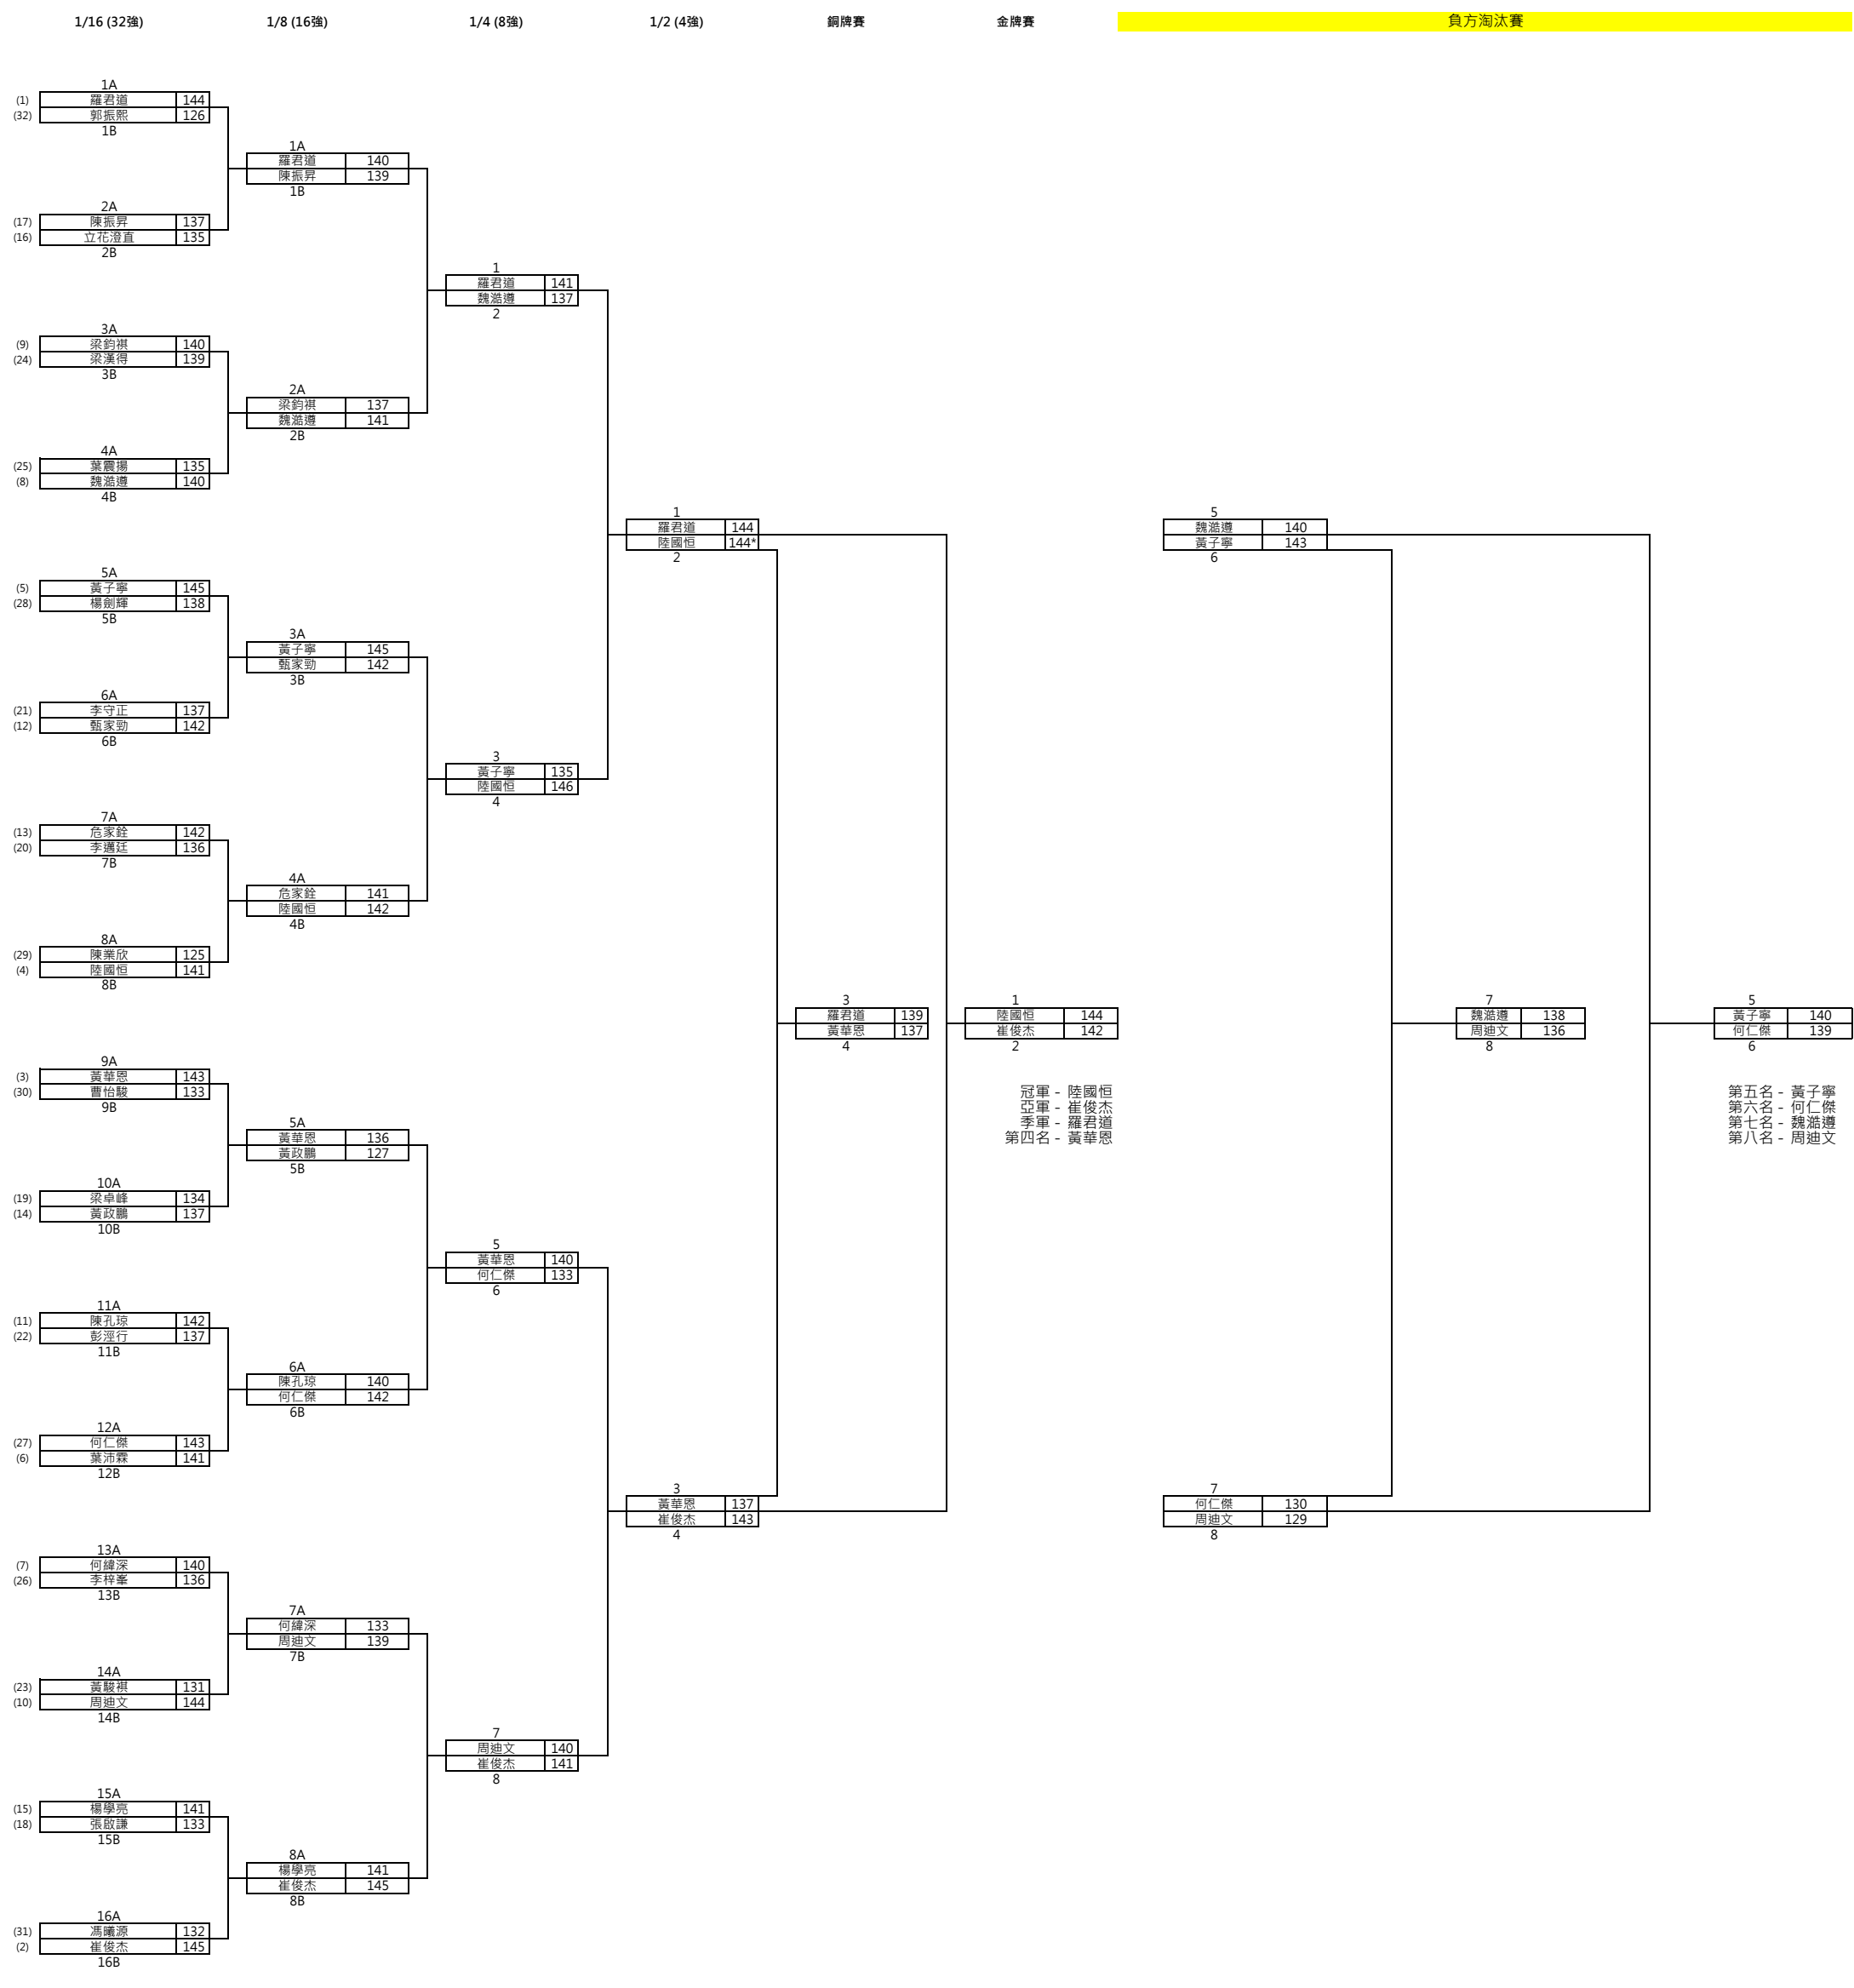 1/16 (32強) 1/8 (16強) 1/4 (8強) 1/2 (4強) 銅牌賽 金牌賽 負方淘汰賽
1A
(1) 羅君道 144
(32) 郭振熙 126
1B
1A
羅君道 140
陳振昇 139
1B
2A
(17) 陳振昇 137
(16) 立花澄直 135
2B
1
羅君道 141
魏澔遵 137
2
3A
(9) 梁鈞祺 140
(24) 梁漢得 139
3B
2A
梁鈞祺 137
魏澔遵 141
2B
4A
(25) 葉震揚 135
(8) 魏澔遵 140
4B
1
羅君道 144
陸國恒 144*
2
5
魏澔遵 140
黃子寧 143
6
5A
(5) 黃子寧 145
(28) 楊劍輝 138
5B
3A
黃子寧 145
甄家勁 142
3B
6A
(21) 李守正 137
(12) 甄家勁 142
6B
3
黃子寧 135
陸國恒 146
4
7A
(13) 危家銓 142
(20) 李邁廷 136
7B
4A
危家銓 141
陸國恒 142
4B
8A
(29) 陳業欣 125
(4) 陸國恒 141
8B
3
羅君道 139
黃華恩 137
4
1
陸國恒 144
崔俊杰 142
2
7
魏澔遵 138
周迪文 136
8
5
黃子寧 140
何仁傑 139
6
冠軍 - 陸國恒
亞軍 - 崔俊杰
季軍 - 羅君道
第四名 - 黃華恩
第五名 - 黃子寧
第六名 - 何仁傑
第七名 - 魏澔遵
第八名 - 周迪文
9A
(3) 黃華恩 143
(30) 曹怡駿 133
9B
5A
黃華恩 136
黃政鵬 127
5B
10A
(19) 梁卓峰 134
(14) 黃政鵬 137
10B
5
黃華恩 140
何仁傑 133
6
11A
(11) 陳孔琼 142
(22) 彭涇行 137
11B
6A
陳孔琼 140
何仁傑 142
6B
12A
(27) 何仁傑 143
(6) 葉沛霖 141
12B
3
黃華恩 137
崔俊杰 143
4
7
何仁傑 130
周迪文 129
8
13A
(7) 何緯深 140
(26) 李梓峯 136
13B
7A
何緯深 133
周迪文 139
7B
14A
(23) 黃駿祺 131
(10) 周迪文 144
14B
7
周迪文 140
崔俊杰 141
8
15A
(15) 楊學亮 141
(18) 張啟謙 133
15B
8A
楊學亮 141
崔俊杰 145
8B
16A
(31) 馮曦源 132
(2) 崔俊杰 145
16B